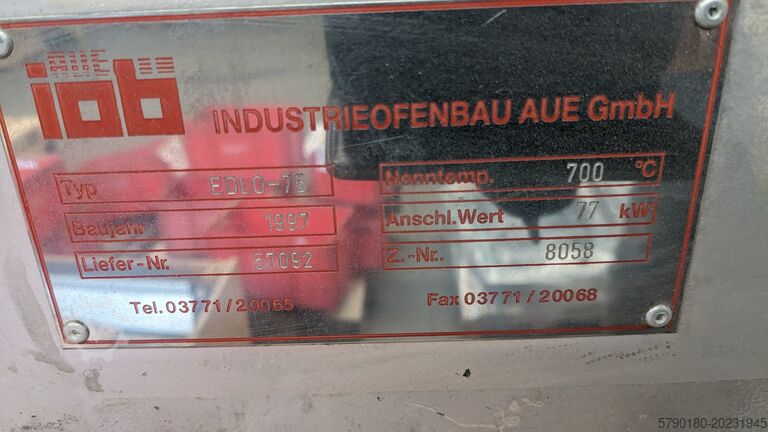 AUE
iob INDUSTRIEOFENBAU AUE GmbH
Typ EDLO-75 Nenntemp. 700 °C
Baujahr 1997 Anschl.Wert 77 kW
Liefer-Nr. 57092 Z.-Nr. 8058
Tel. 03771/20065 Fax 03771/20068
5790180-20231945